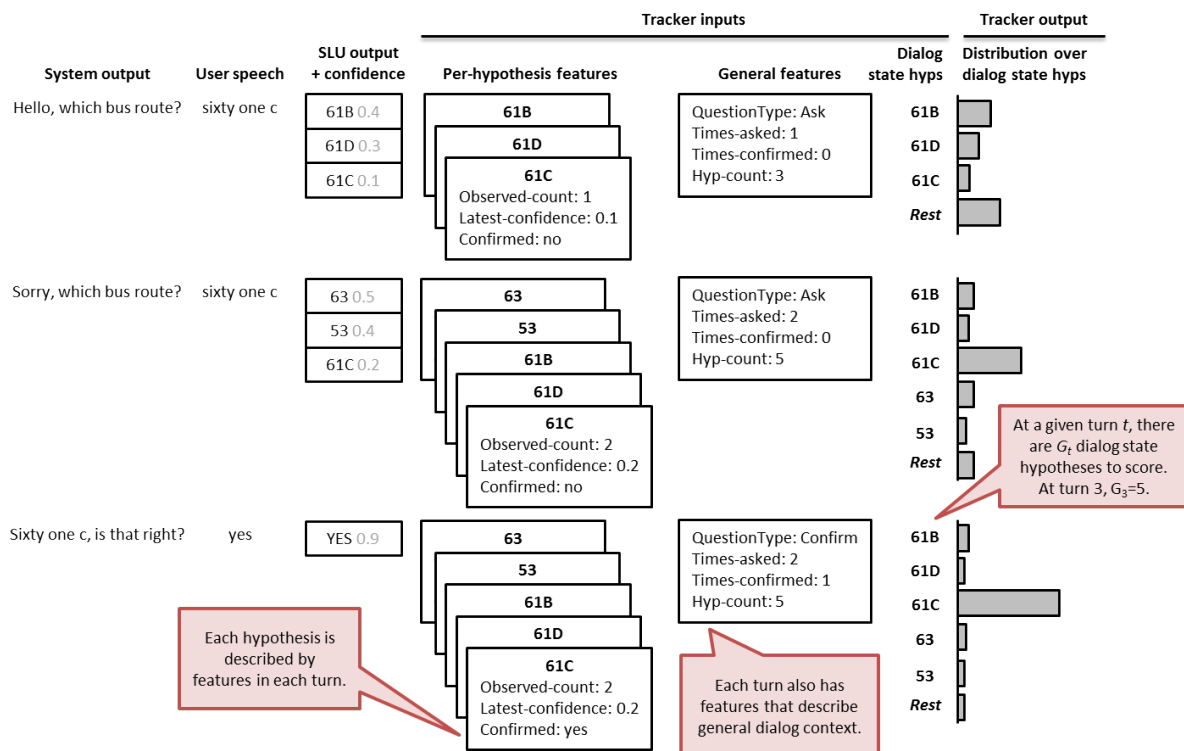 Tracker inputs
Tracker output
System output
User speech
SLU output
+ confidence
Per-hypothesis features
General features
Dialog
state hyps
Distribution over
dialog state hyps
Hello, which bus route?
sixty one c
61B 0.4
61D 0.3
61C 0.1
61B
61D
61C
Observed-count: 1
Latest-confidence: 0.1
Confirmed: no
QuestionType: Ask
Times-asked: 1
Times-confirmed: 0
Hyp-count: 3
61B
61D
61C
Rest
Sorry, which bus route?
sixty one c
63 0.5
53 0.4
61C 0.2
63
53
61B
61D
61C
Observed-count: 2
Latest-confidence: 0.2
Confirmed: no
QuestionType: Ask
Times-asked: 2
Times-confirmed: 0
Hyp-count: 5
61B
61D
61C
63
53
Rest
At a given turn t, there
are Gt dialog state
hypotheses to score.
At turn 3, G3=5.
Sixty one c, is that right?
yes
YES 0.9
63
53
61B
61D
61C
Observed-count: 2
Latest-confidence: 0.2
Confirmed: yes
QuestionType: Confirm
Times-asked: 2
Times-confirmed: 1
Hyp-count: 5
61B
61D
61C
63
53
Rest
Each hypothesis is
described by
features in each turn.
Each turn also has
features that describe
general dialog context.